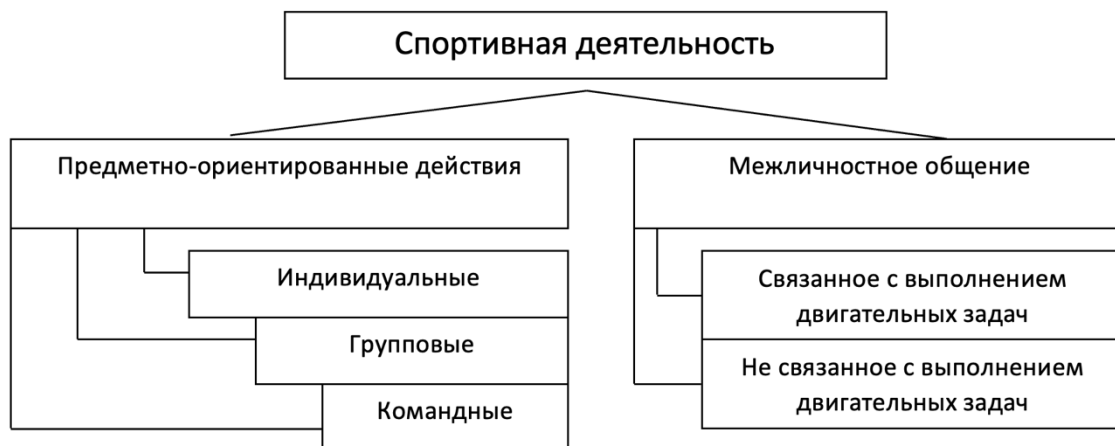 Спортивная деятельность
Предметно-ориентированные действия
Межличностное общение
Индивидуальные
Групповые
Командные
Связанное с выполнением
двигательных задач
Не связанное с выполнением
двигательных задач